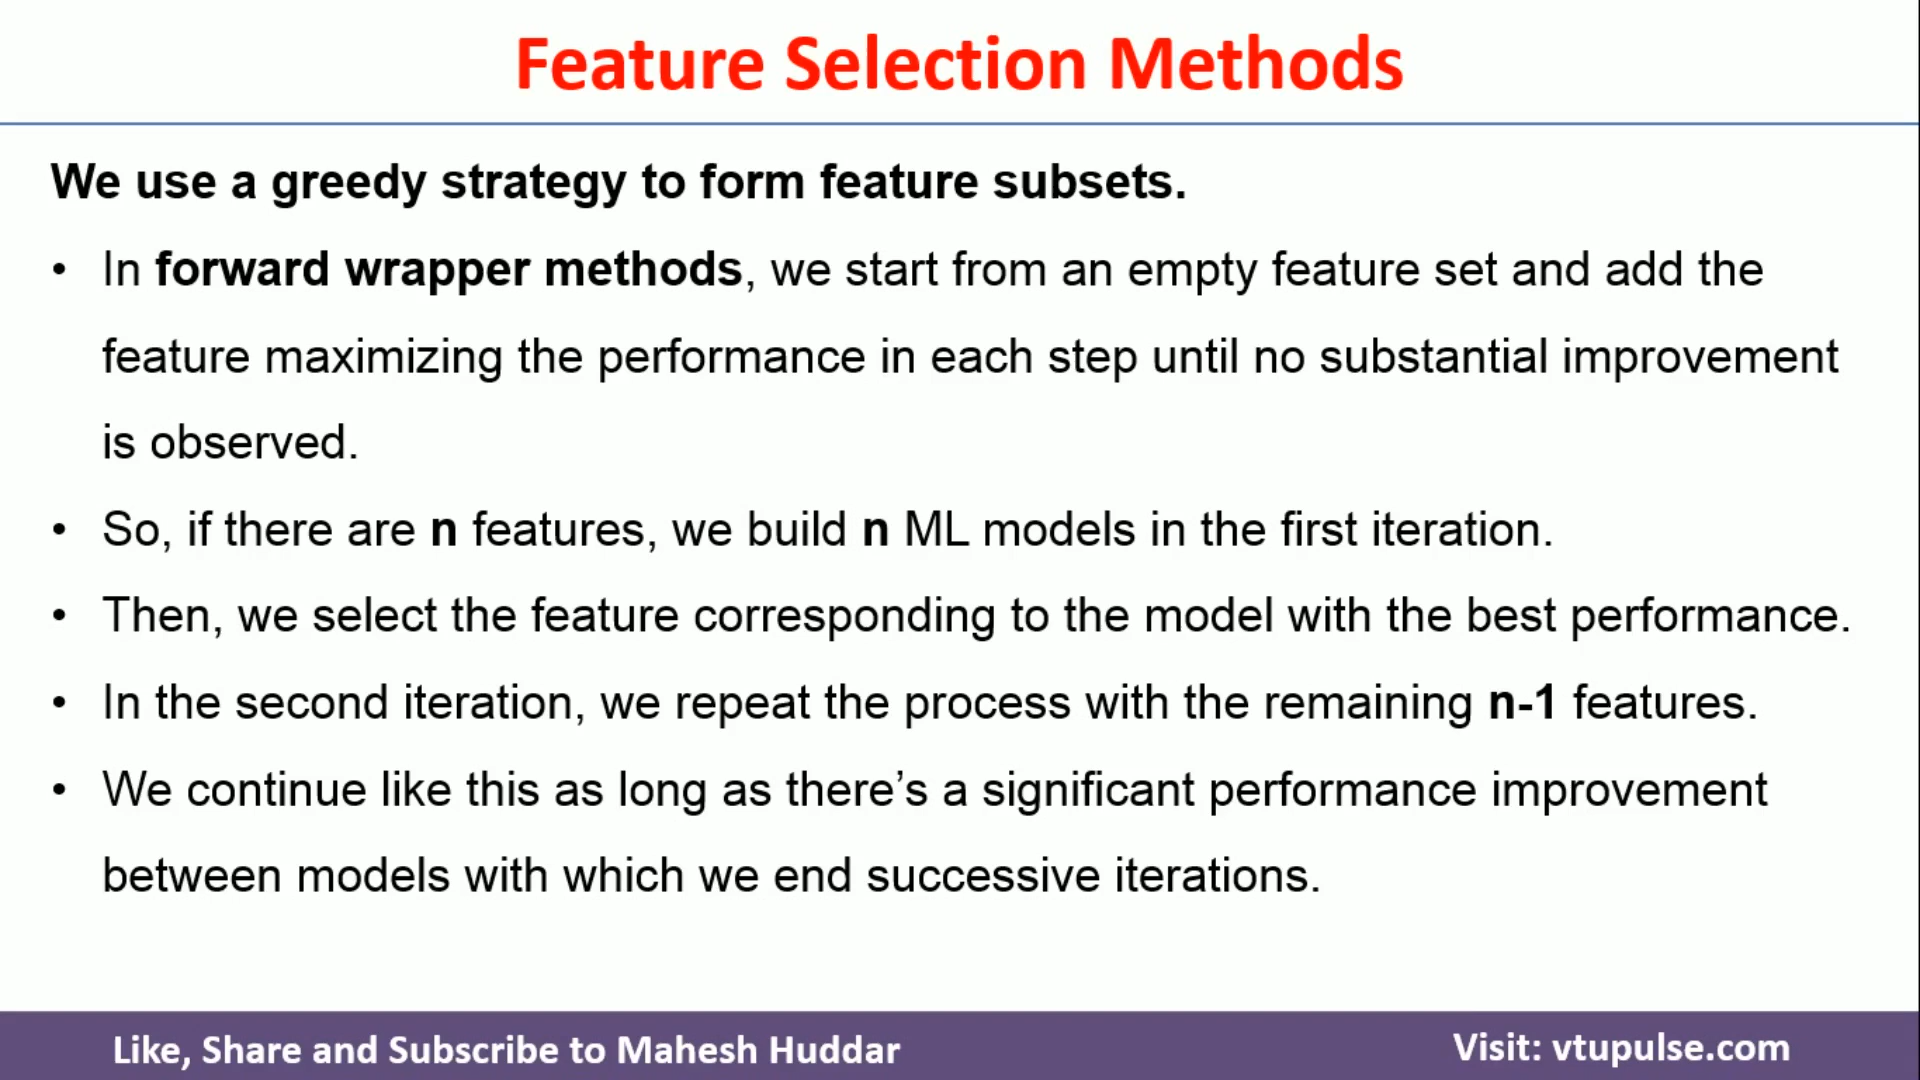 Feature Selection Methods
We use a greedy strategy to form feature subsets.
• In forward wrapper methods, we start from an empty feature set and add the
feature maximizing the performance in each step until no substantial improvement
is observed.
• So, if there are n features, we build n ML models in the first iteration.
• Then, we select the feature corresponding to the model with the best performance.
• In the second iteration, we repeat the process with the remaining n-1 features.
• We continue like this as long as there’s a significant performance improvement
between models with which we end successive iterations.
Like, Share and Subscribe to Mahesh Huddar
Visit: vtupulse.com